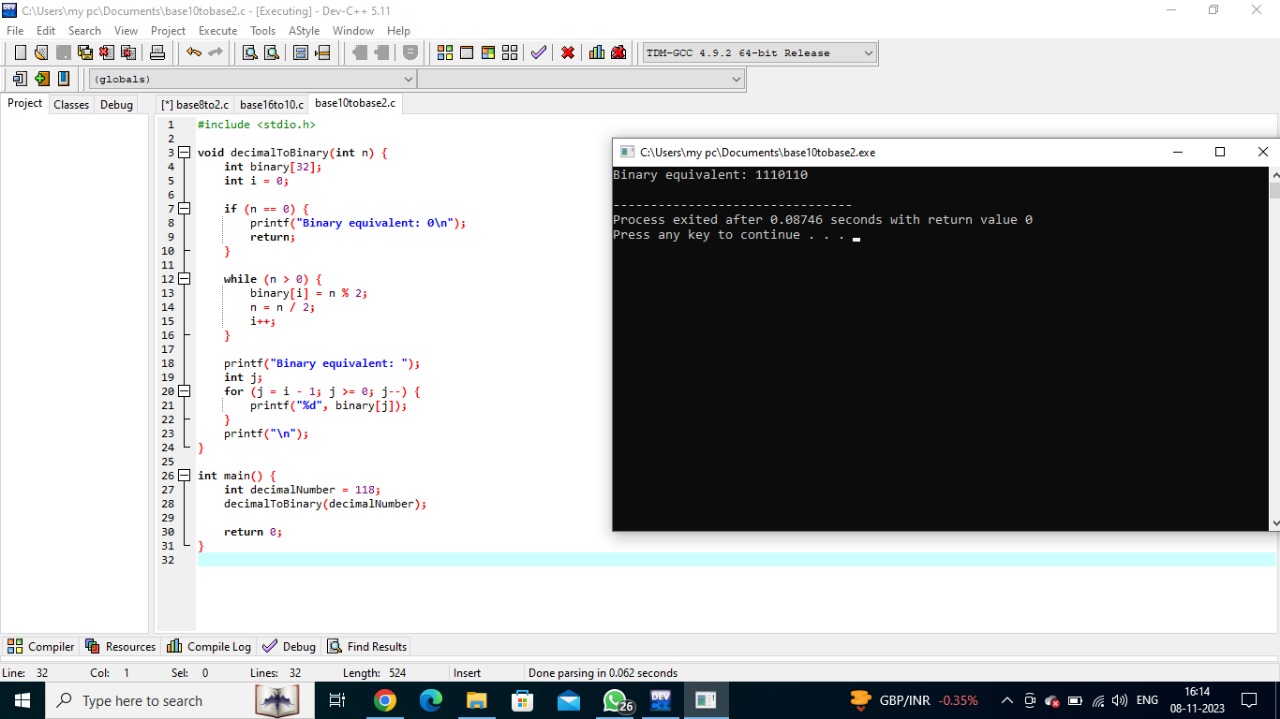 C:\Users\my pc\Documents\base10tobase2.c - [Executing] - Dev-C++ 5.11
File Edit Search View Project Execute Tools AStyle Window Help
TDM-GCC 4.9.2 64-bit Release
(globals)
Project Classes Debug [*] base8to2.c base16to10.c base10tobase2.c
1 #include <stdio.h>
2
3 void decimalToBinary(int n) {
4 int binary[32];
5 int i = 0;
6
7 if (n == 0) {
8 printf("Binary equivalent: 0\n");
9 return;
10 }
11
12 while (n > 0) {
13 binary[i] = n % 2;
14 n = n / 2;
15 i++;
16 }
17
18 printf("Binary equivalent: ");
19 int j;
20 for (j = i - 1; j >= 0; j--) {
21 printf("%d", binary[j]);
22 }
23 printf("\n");
24 }
25
26 int main() {
27 int decimalNumber = 118;
28 decimalToBinary(decimalNumber);
29
30 return 0;
31 }
32
C:\Users\my pc\Documents\base10tobase2.exe
Binary equivalent: 1110110
--------------------------------
Process exited after 0.08746 seconds with return value 0
Press any key to continue . . .
Compiler Resources Compile Log Debug Find Results
Line: 32 Col: 1 Sel: 0 Lines: 32 Length: 524 Insert Done parsing in 0.062 seconds
Type here to search
26
DEV
GBP/INR -0.35%
ENG
16:14
08-11-2023